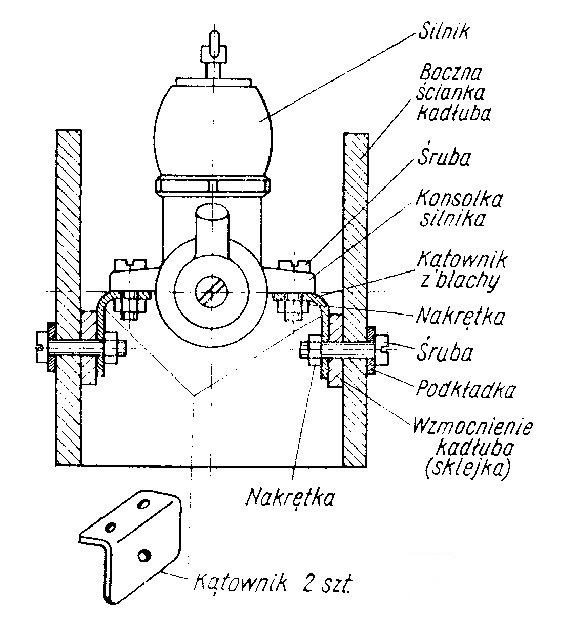 Silnik
Boczna
ścianka
kadłuba
Śruba
Konsolka
silnika
Kątownik
z blachy
Nakrętka
Śruba
Podkładka
Wzmocnienie
kadłuba
(sklejka)
Nakrętka
Kątownik 2 szt.